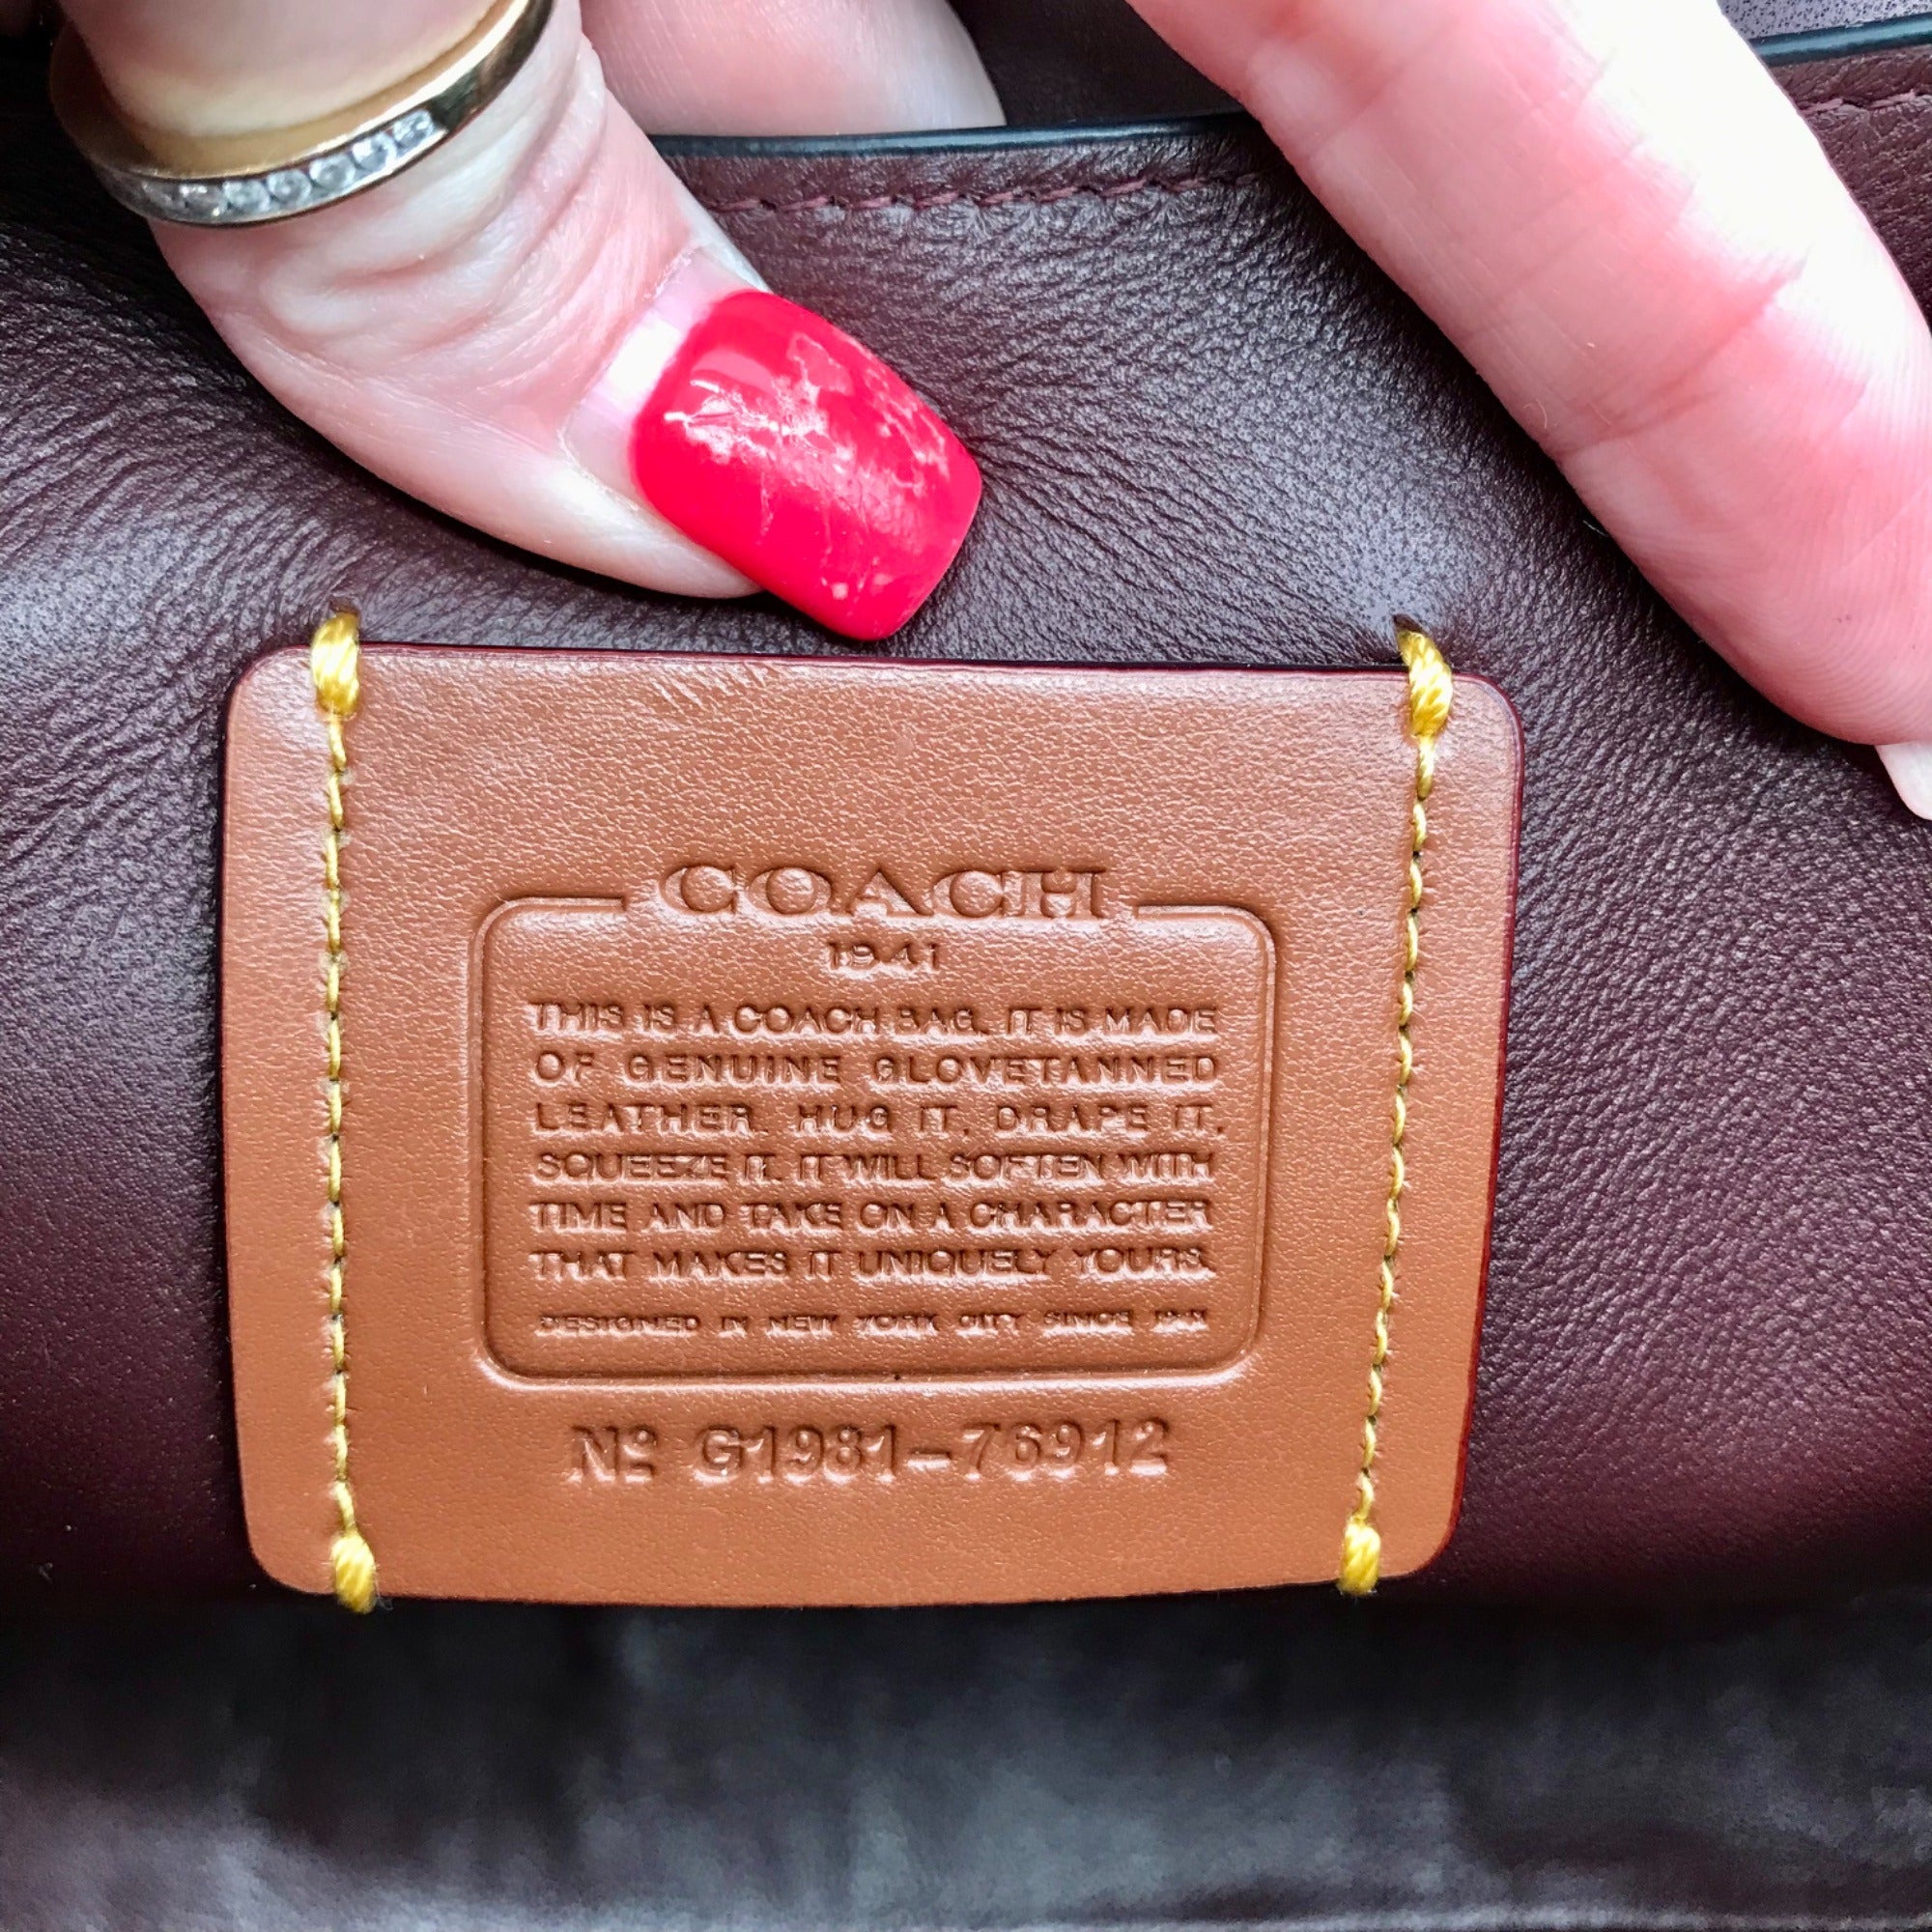 COACH
1941
THIS IS A COACH BAG. IT IS MADE
OF GENUINE GLOVETANNED
LEATHER. HUG IT, DRAPE IT,
SQUEEZE IT. IT WILL SOFTEN WITH
TIME AND TAKE ON A CHARACTER
THAT MAKES IT UNIQUELY YOURS.
DESIGNED IN NEW YORK CITY SINCE 1941
Nº G1981-76912